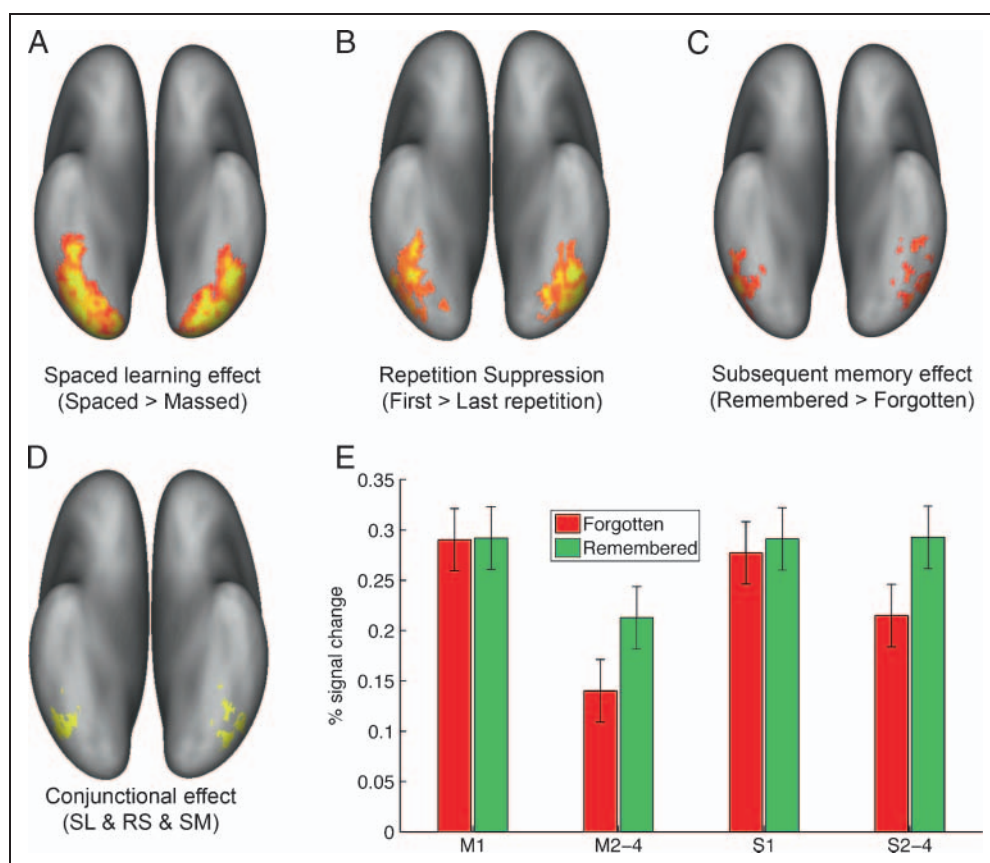 A
B
C
Spaced learning effect
(Spaced > Massed)
Repetition Suppression
(First > Last repetition)
Subsequent memory effect
(Remembered > Forgotten)
D
Conjunctional effect
(SL & RS & SM)
E
% signal change
0.35
0.3
0.25
0.2
0.15
0.1
0.05
0
Forgotten
Remembered
M1
M2–4
S1
S2–4